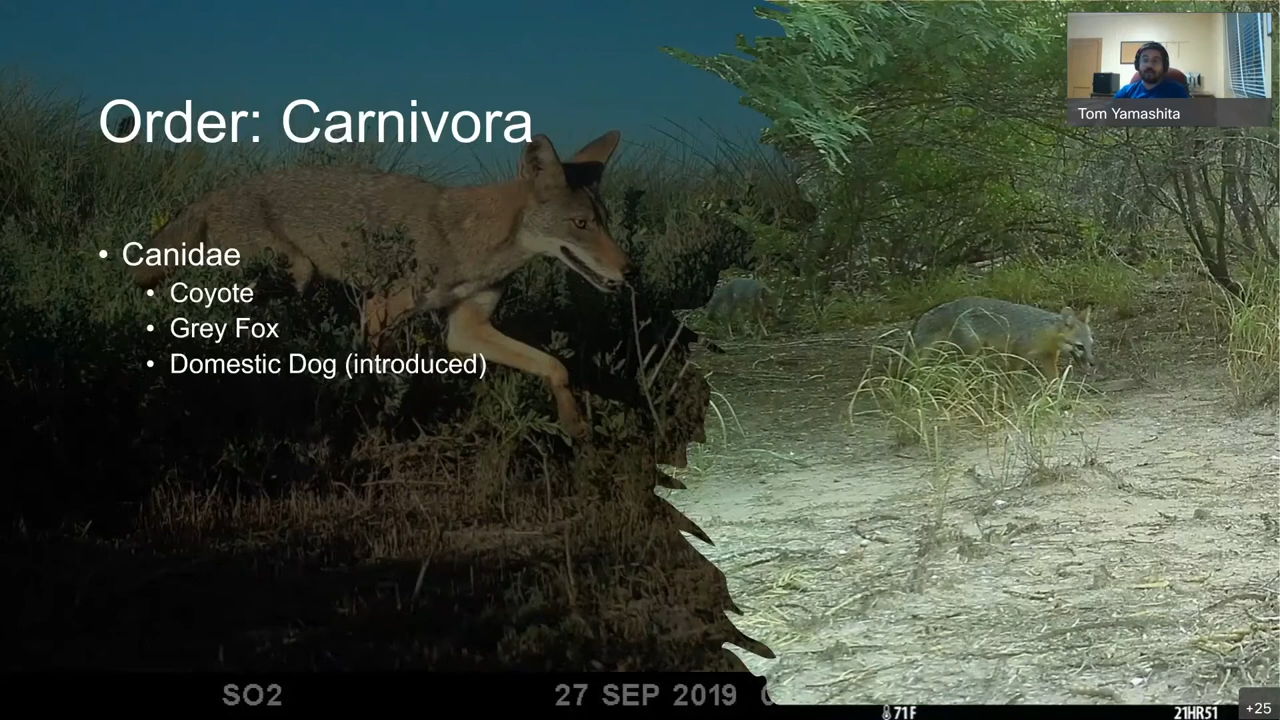 Order: Carnivora
Tom Yamashita
• Canidae
• Coyote
• Grey Fox
• Domestic Dog (introduced)
SO2
27 SEP 2019
71F
21HR51
+25